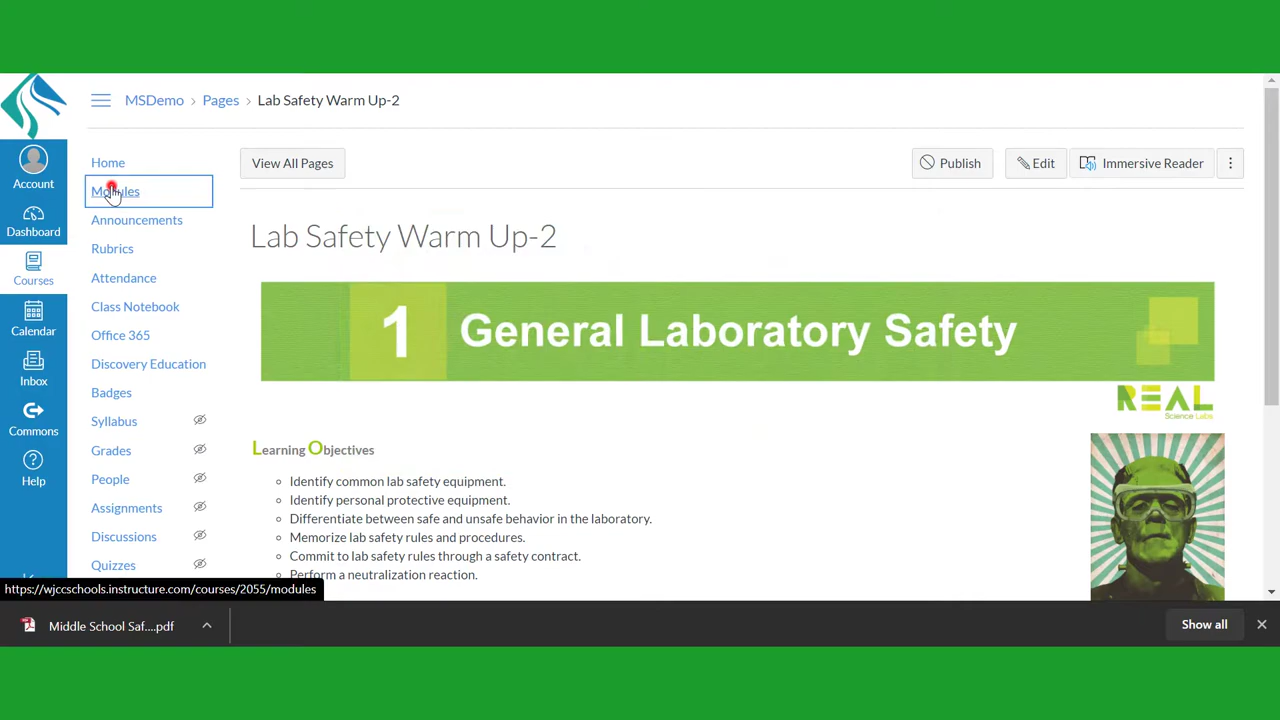 MSDemo › Pages › Lab Safety Warm Up-2
Account
Dashboard
Courses
Calendar
Inbox
Commons
Help
Home
Modules
Announcements
Rubrics
Attendance
Class Notebook
Office 365
Discovery Education
Badges
Syllabus
Grades
People
Assignments
Discussions
Quizzes
View All Pages
Publish
Edit
Immersive Reader
Lab Safety Warm Up-2
1 General Laboratory Safety
REAL
Science Labs
Learning Objectives
Identify common lab safety equipment.
Identify personal protective equipment.
Differentiate between safe and unsafe behavior in the laboratory.
Memorize lab safety rules and procedures.
Commit to lab safety rules through a safety contract.
Perform a neutralization reaction.
https://wjccschools.instructure.com/courses/2055/modules
Middle School Saf....pdf
Show all